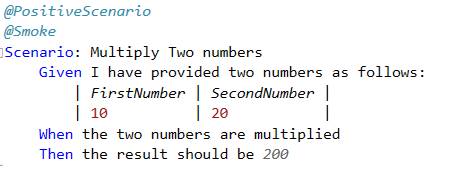 @PositiveScenario
@Smoke
Scenario: Multiply Two numbers
Given I have provided two numbers as follows:
| FirstNumber | SecondNumber |
| 10 | 20 |
When the two numbers are multiplied
Then the result should be 200